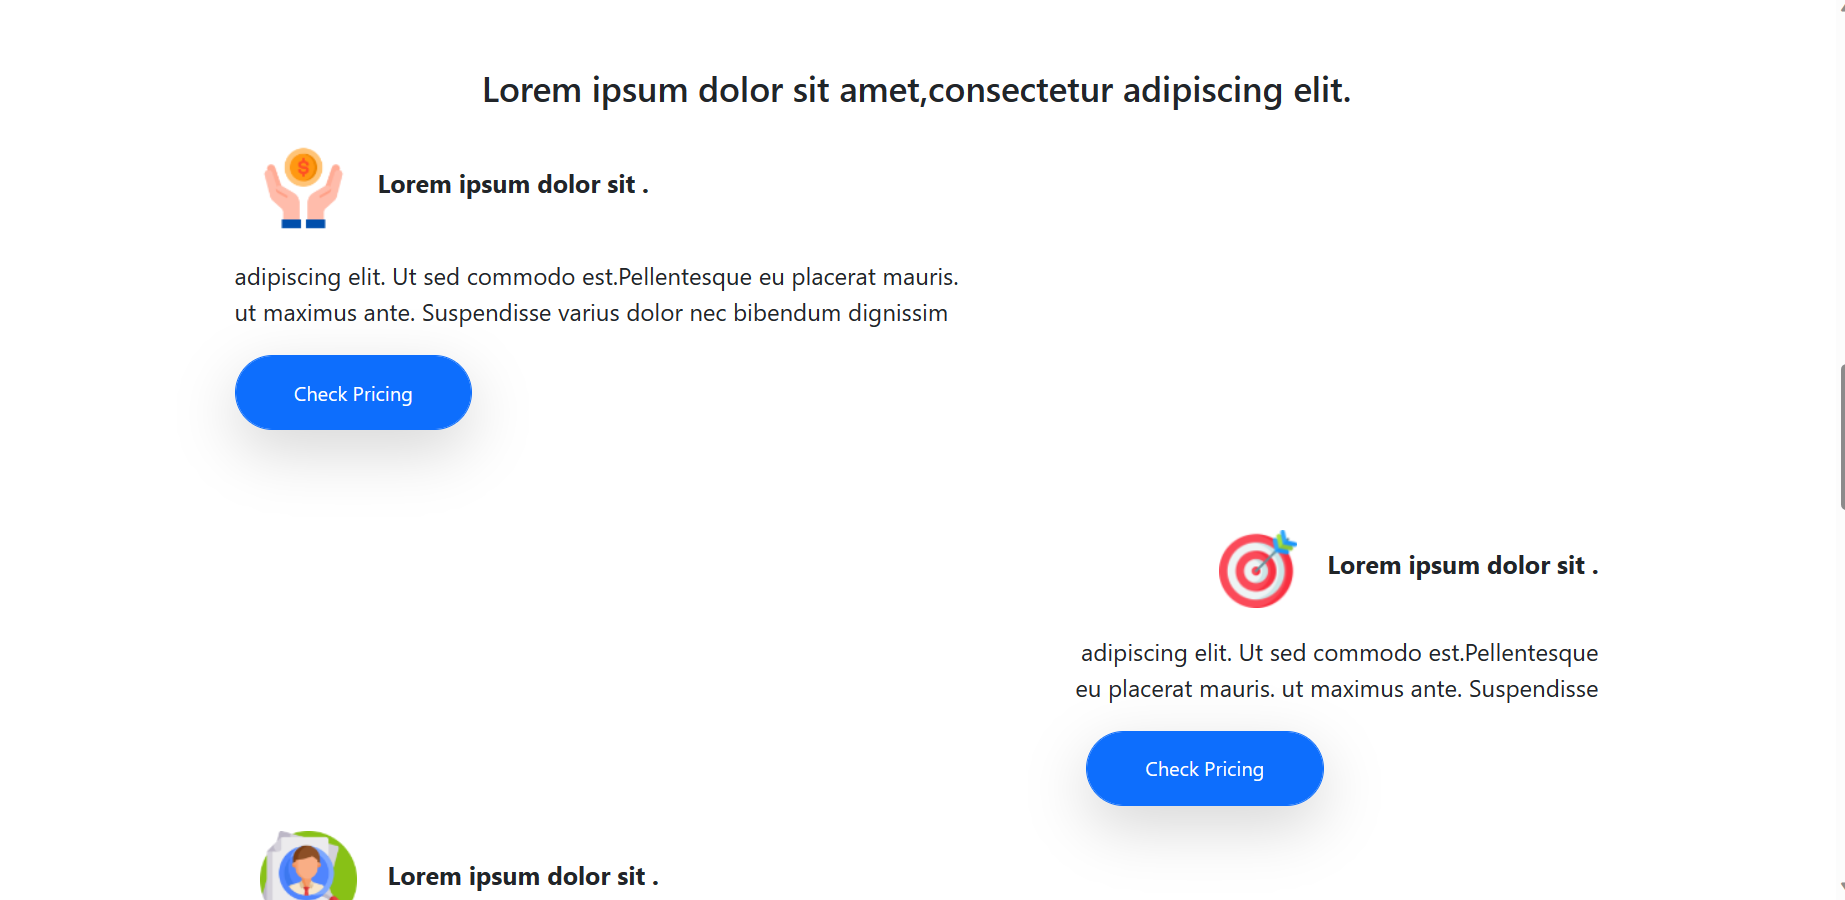 Lorem ipsum dolor sit amet,consectetur adipiscing elit.
$
Lorem ipsum dolor sit .
adipiscing elit. Ut sed commodo est.Pellentesque eu placerat mauris.
ut maximus ante. Suspendisse varius dolor nec bibendum dignissim
Check Pricing
Lorem ipsum dolor sit .
adipiscing elit. Ut sed commodo est.Pellentesque
eu placerat mauris. ut maximus ante. Suspendisse
Check Pricing
Lorem ipsum dolor sit .